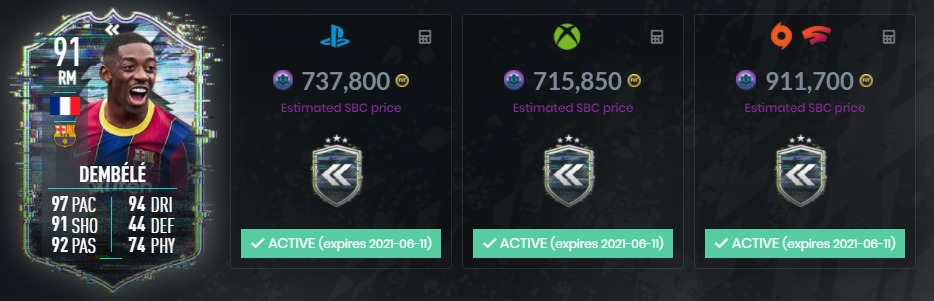 91
RM
DEMBÉLÉ
97 PAC 94 DRI
91 SHO 44 DEF
92 PAS 74 PHY
737,800
Estimated SBC price
ACTIVE (expires 2021-06-11)
715,850
Estimated SBC price
ACTIVE (expires 2021-06-11)
911,700
Estimated SBC price
ACTIVE (expires 2021-06-11)